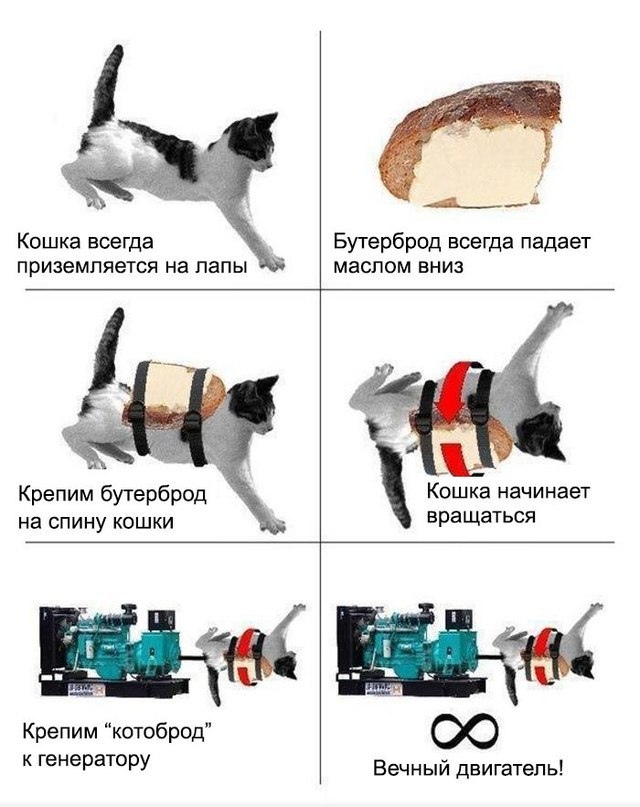 Кошка всегда
приземляется на лапы
Бутерброд всегда падает
маслом вниз
Крепим бутерброд
на спину кошки
Кошка начинает
вращаться
Крепим “котоброд”
к генератору
∞
Вечный двигатель!